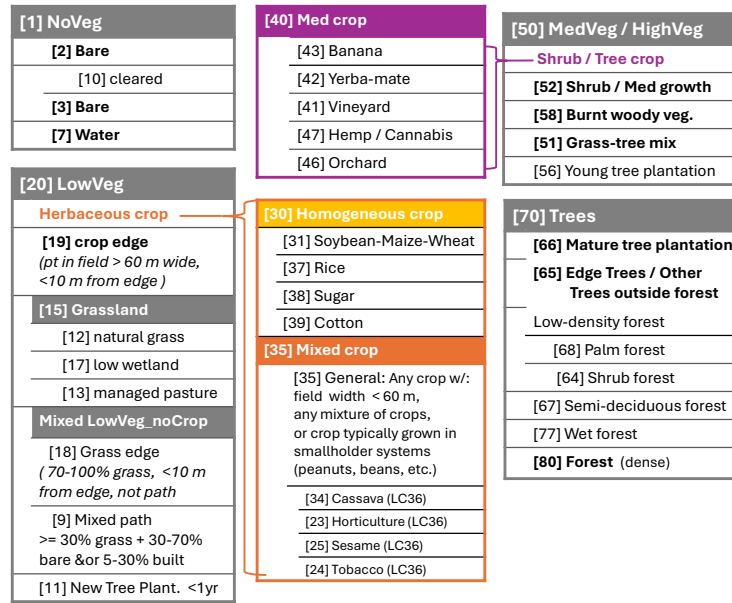 [1] NoVeg
[2] Bare
[10] cleared
[3] Bare
[7] Water
[20] LowVeg
Herbaceous crop
[19] crop edge
(pt in field > 60 m wide,
<10 m from edge )
[15] Grassland
[12] natural grass
[17] low wetland
[13] managed pasture
Mixed LowVeg_noCrop
[18] Grass edge
( 70-100% grass, <10 m
from edge, not path
[9] Mixed path
>= 30% grass + 30-70%
bare &or 5-30% built
[11] New Tree Plant. <1yr
[40] Med crop
[43] Banana
[42] Yerba-mate
[41] Vineyard
[47] Hemp / Cannabis
[46] Orchard
[30] Homogeneous crop
[31] Soybean-Maize-Wheat
[37] Rice
[38] Sugar
[39] Cotton
[35] Mixed crop
[35] General: Any crop w/:
field width < 60 m,
any mixture of crops,
or crop typically grown in
smallholder systems
(peanuts, beans, etc.)
[34] Cassava (LC36)
[23] Horticulture (LC36)
[25] Sesame (LC36)
[24] Tobacco (LC36)
[50] MedVeg / HighVeg
Shrub / Tree crop
[52] Shrub / Med growth
[58] Burnt woody veg.
[51] Grass-tree mix
[56] Young tree plantation
[70] Trees
[66] Mature tree plantation
[65] Edge Trees / Other
Trees outside forest
Low-density forest
[68] Palm forest
[64] Shrub forest
[67] Semi-deciduous forest
[77] Wet forest
[80] Forest (dense)